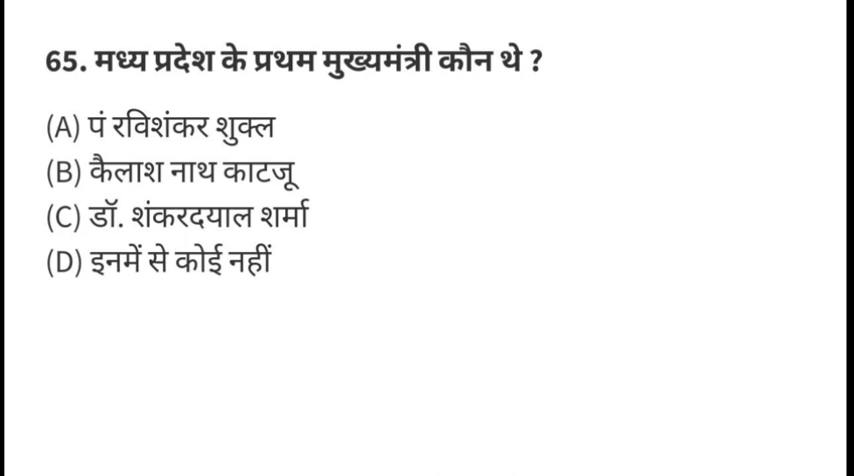 65. मध्य प्रदेश के प्रथम मुख्यमंत्री कौन थे ?
(A) पं रविशंकर शुक्ल
(B) कैलाश नाथ काटजू
(C) डॉ. शंकरदयाल शर्मा
(D) इनमें से कोई नहीं